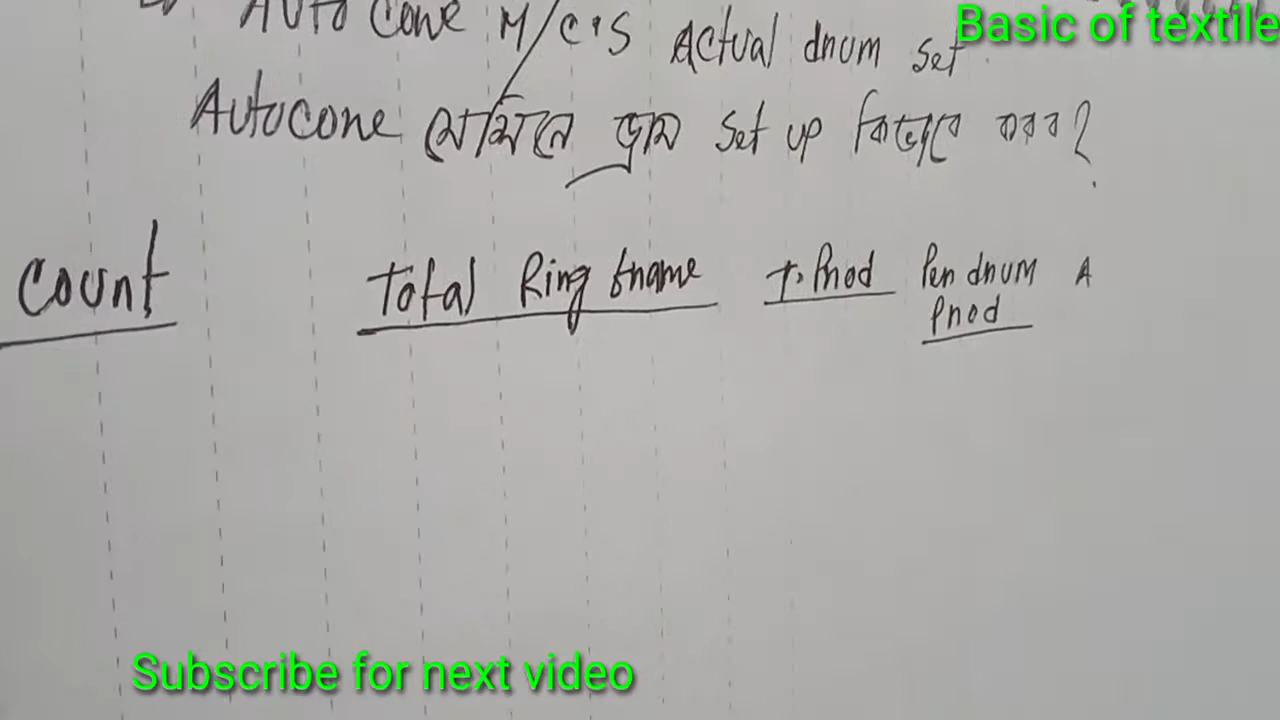 Basic of textile
Auto Cone M/C'S Actual drum set
Autocone মেশিনে ড্রাম set up কিভাবে করব?
Count Total Ring frame T. Prod Per drum A
Prod
Subscribe for next video